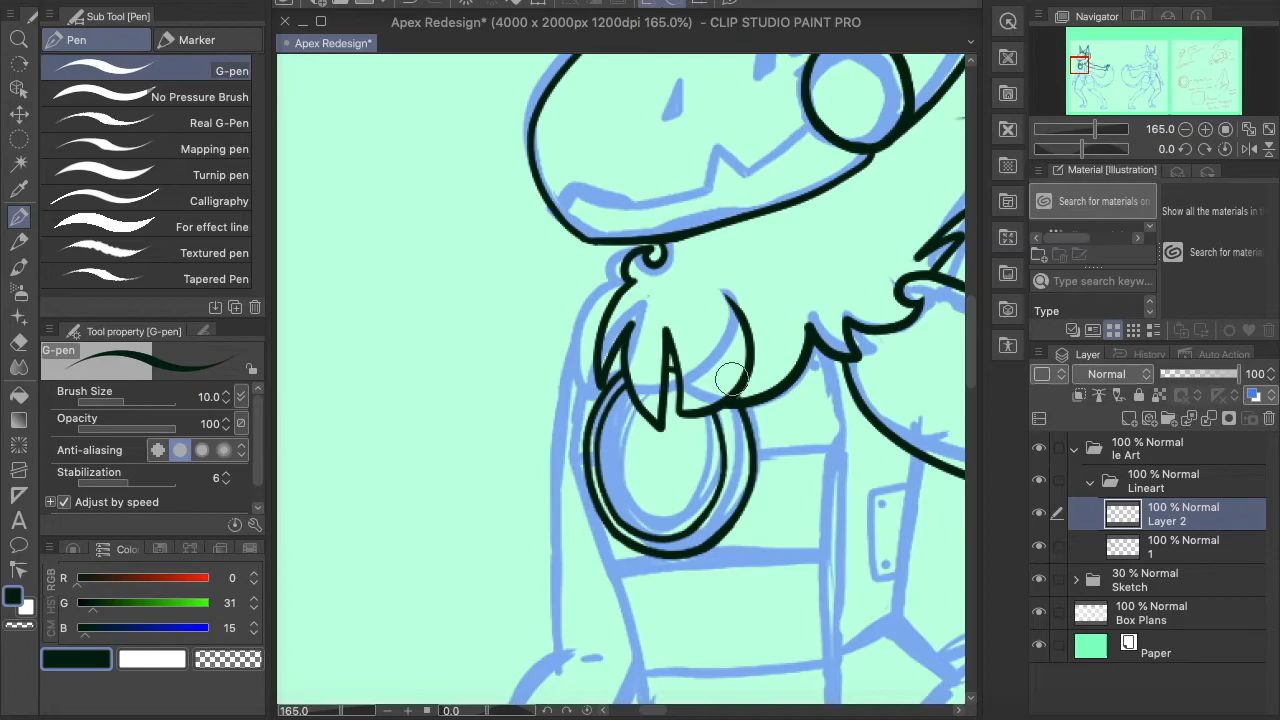 Sub Tool [Pen]
Pen
Marker
G-pen
No Pressure Brush
Real G-Pen
Mapping pen
Turnip pen
Calligraphy
For effect line
Textured pen
Tapered Pen
Tool property [G-pen]
G-pen
Brush Size 10.0
Opacity 100
Anti-aliasing
Stabilization 6
Adjust by speed
Colo
RGB
R 0
G 31
B 15
Apex Redesign* (4000 x 2000px 1200dpi 165.0%) - CLIP STUDIO PAINT PRO
Apex Redesign*
165.0
0.0
Navigator
165.0
0.0
Material [Illustration]
Search for materials on
Show all the materials in th
Search for materia
Type search keyw...
Type
Layer
History
Auto Action
Normal 100
100 % Normal
le Art
100 % Normal
Lineart
100 % Normal
Layer 2
100 % Normal
1
30 % Normal
Sketch
100 % Normal
Box Plans
Paper